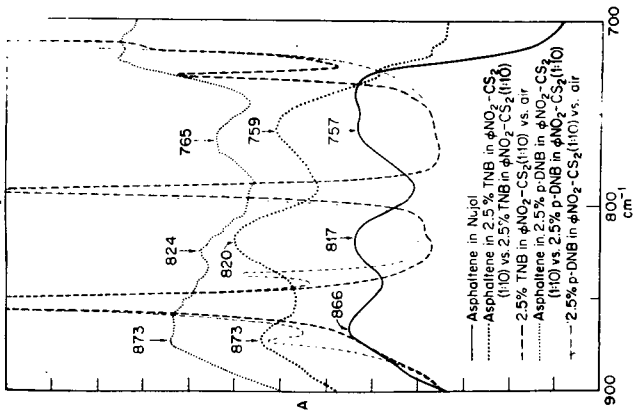 873
824
765
873
820
759
866
817
757
A
900
800
700
cm⁻¹
Asphaltene in Nujol
Asphaltene in 2.5% TNB in ϕNO₂-CS₂
(1:10) vs. 2.5% TNB in ϕNO₂-CS₂ (1:10)
2.5% TNB in ϕNO₂-CS₂(1:10) vs. air
Asphaltene in 2.5% p-DNB in ϕNO₂-CS₂
(1:10) vs. 2.5% p-DNB in ϕNO₂-CS₂ (1:10)
2.5% p-DNB in ϕNO₂-CS₂(1:10) vs. air